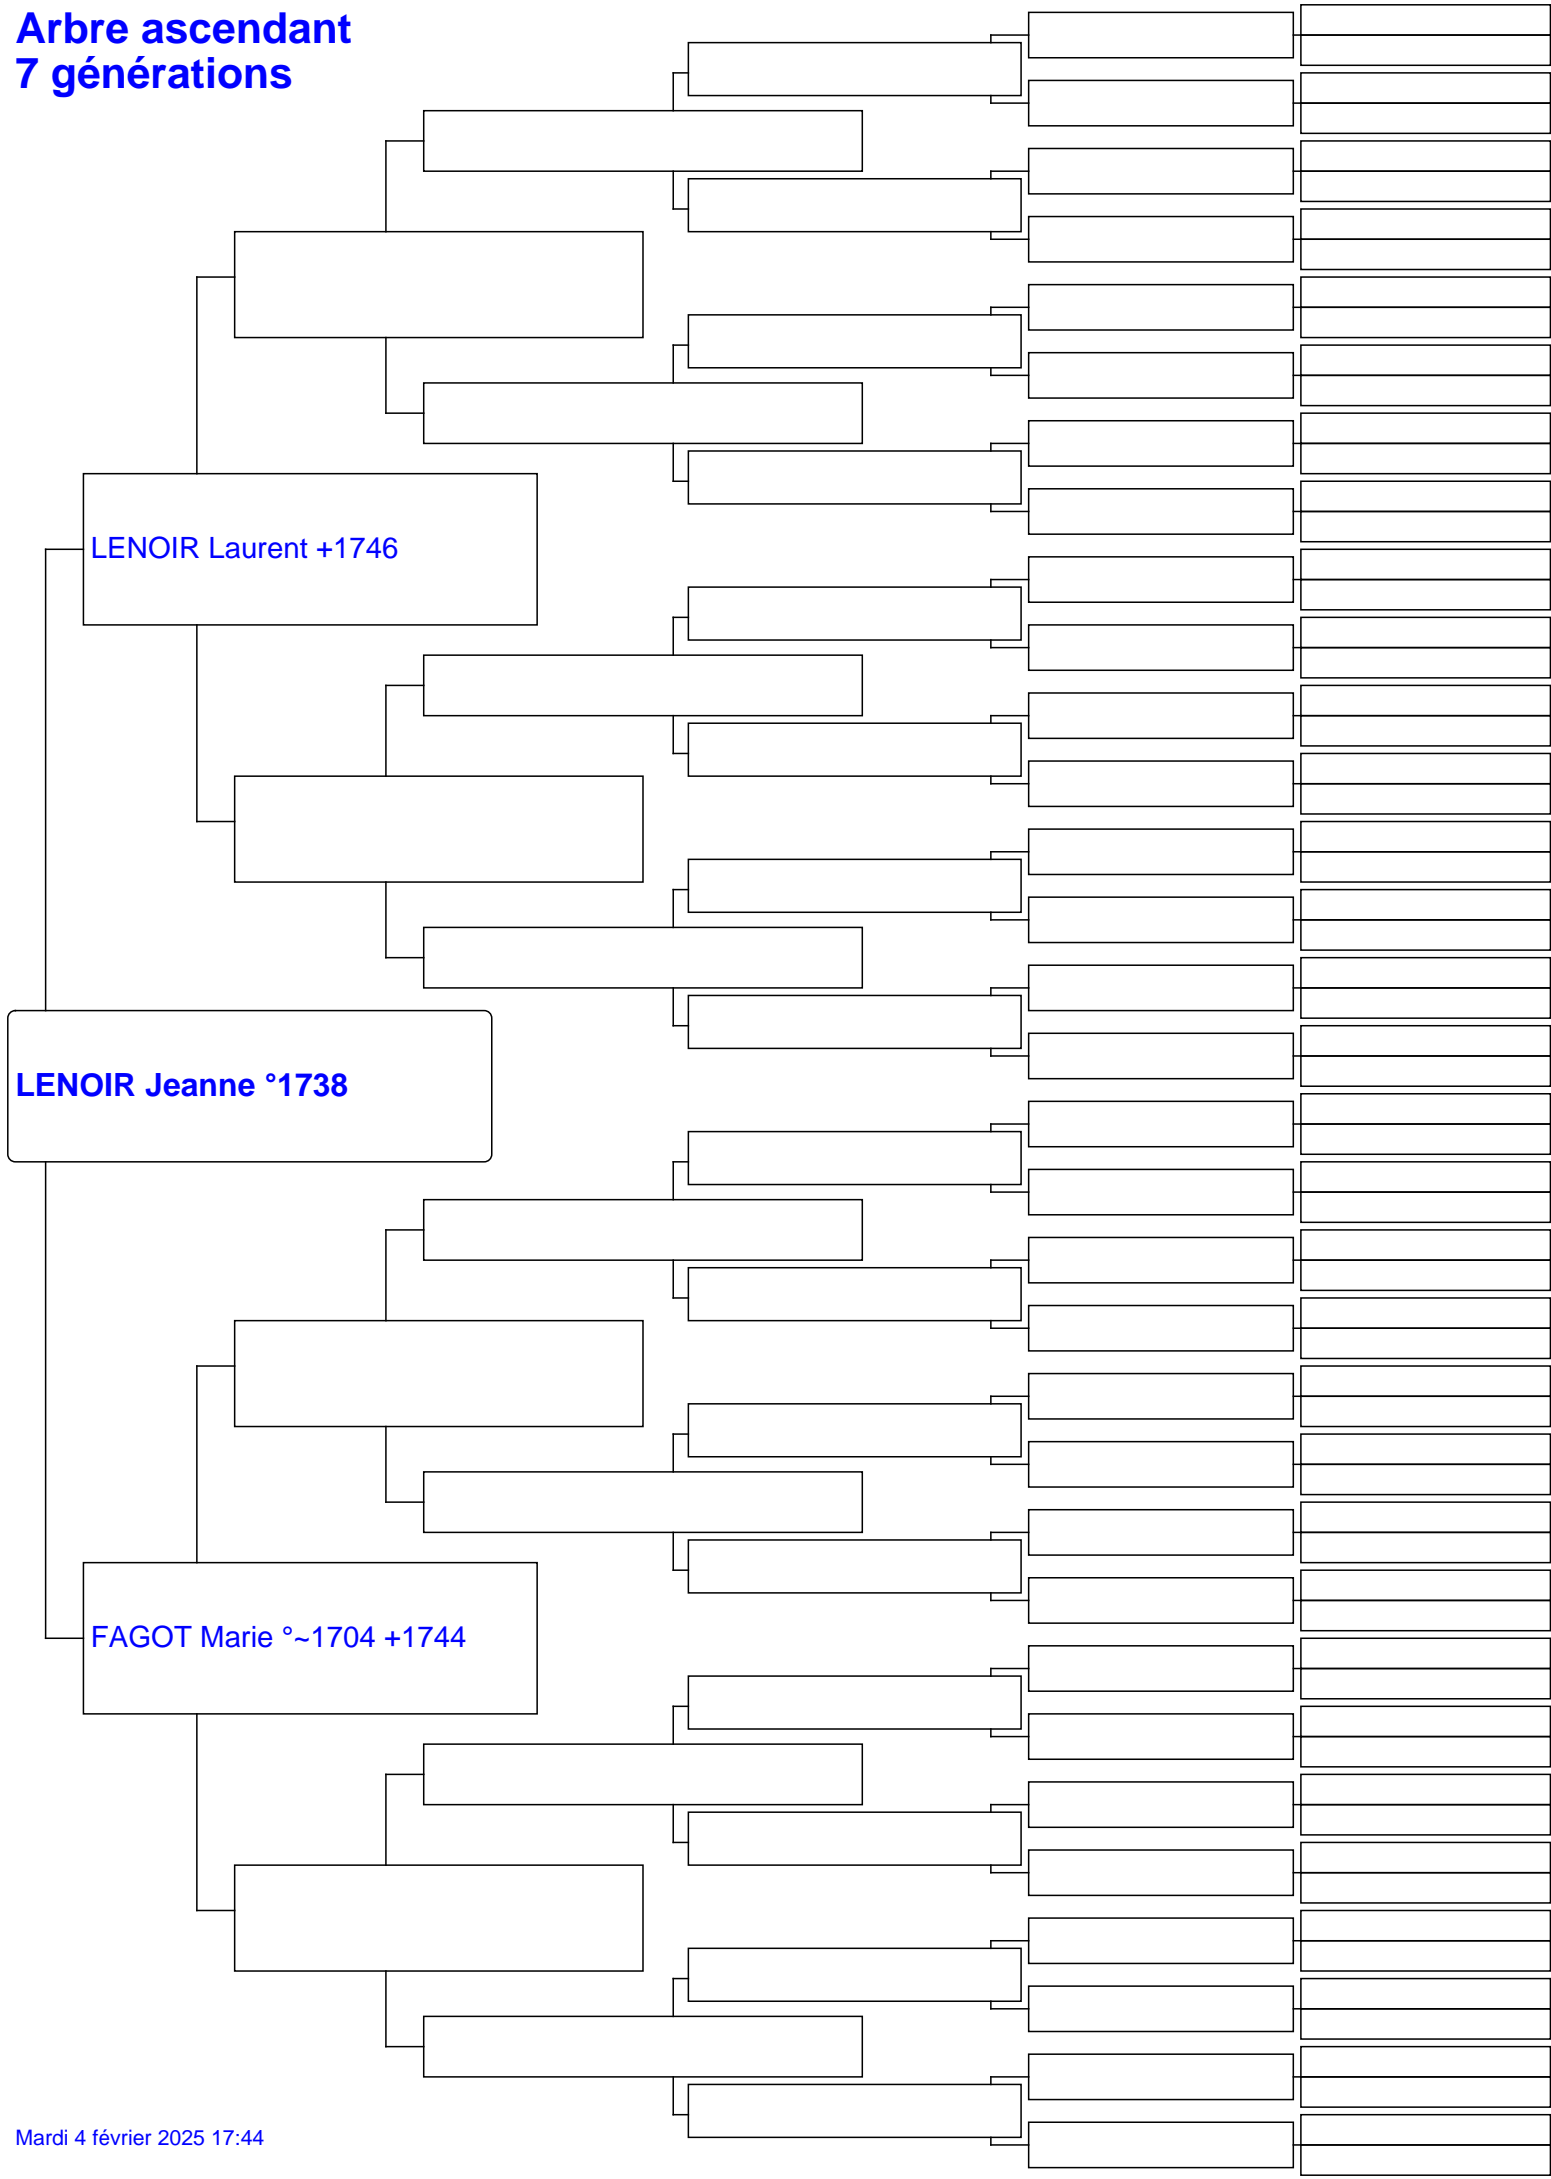 Arbre ascendant
7 générations
LENOIR Laurent +1746
LENOIR Jeanne °1738
FAGOT Marie °~1704 +1744
Mardi 4 février 2025 17:44